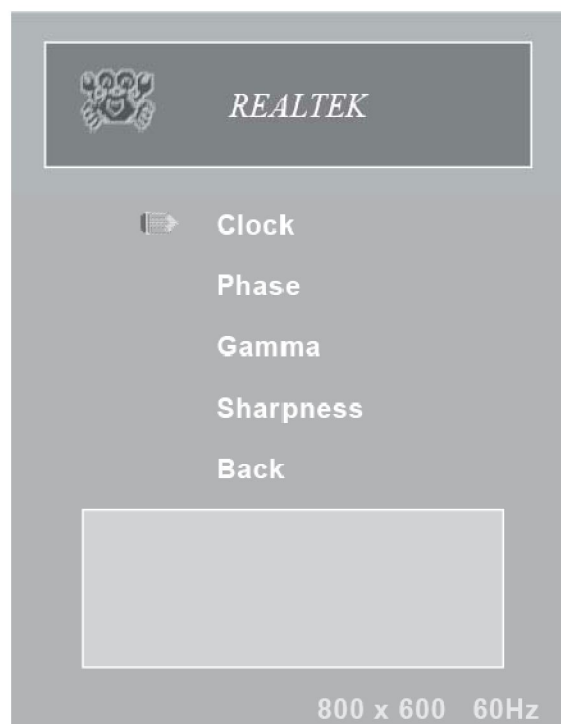 REALTEK
Clock
Phase
Gamma
Sharpness
Back
800 x 600 60Hz